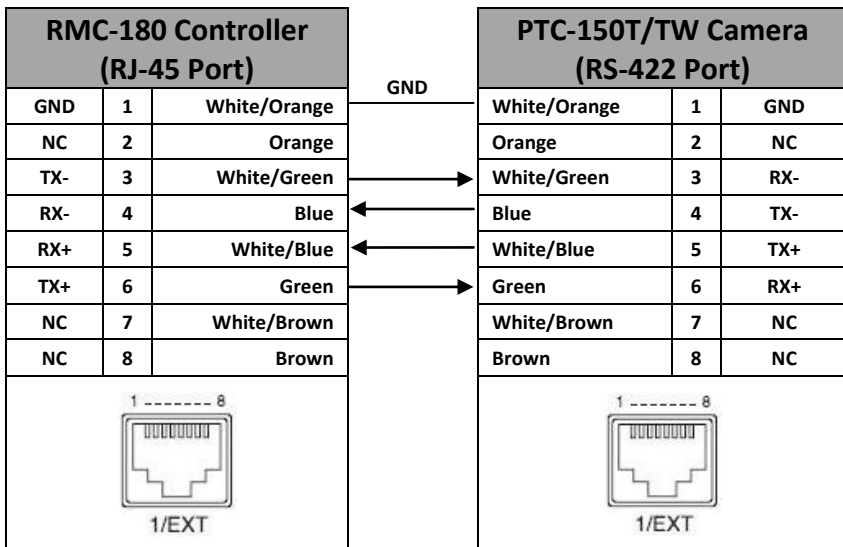 RMC-180 Controller
(RJ-45 Port)
GND 1 White/Orange
NC 2 Orange
TX- 3 White/Green
RX- 4 Blue
RX+ 5 White/Blue
TX+ 6 Green
NC 7 White/Brown
NC 8 Brown
1 ------- 8
1/EXT
GND
PTC-150T/TW Camera
(RS-422 Port)
White/Orange 1 GND
Orange 2 NC
White/Green 3 RX-
Blue 4 TX-
White/Blue 5 TX+
Green 6 RX+
White/Brown 7 NC
Brown 8 NC
1 ------- 8
1/EXT